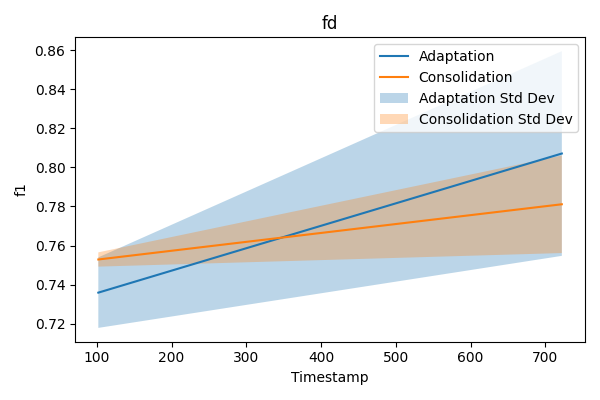 fd
0.86
0.84
0.82
0.80
0.78
0.76
0.74
0.72
f1
Adaptation
Consolidation
Adaptation Std Dev
Consolidation Std Dev
100 200 300 400 500 600 700
Timestamp